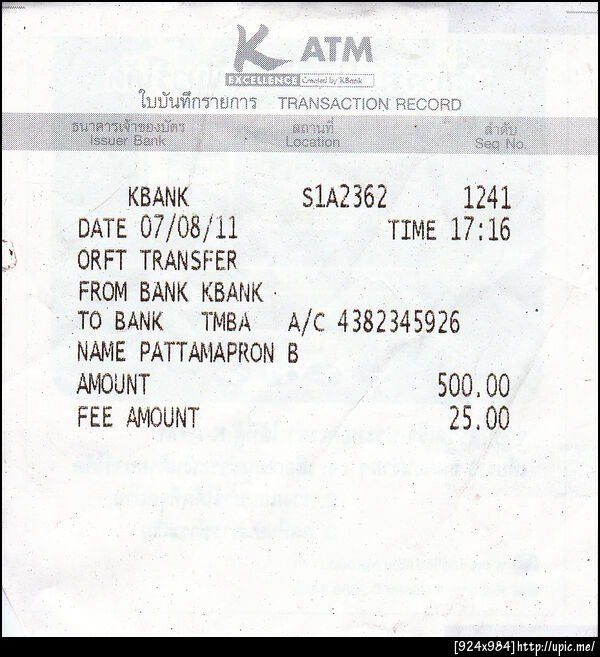 K ATM
EXCELLENCE Created by KBank
ใบบันทึกรายการ TRANSACTION RECORD
ธนาคารเจ้าของบัตร สถานที่ ลำดับ
Issuer Bank Location Seq No.
KBANK S1A2362 1241
DATE 07/08/11 TIME 17:16
ORFT TRANSFER
FROM BANK KBANK
TO BANK TMBA A/C 4382345926
NAME PATTAMAPRON B
AMOUNT 500.00
FEE AMOUNT 25.00
[924x984]http://upic.me/